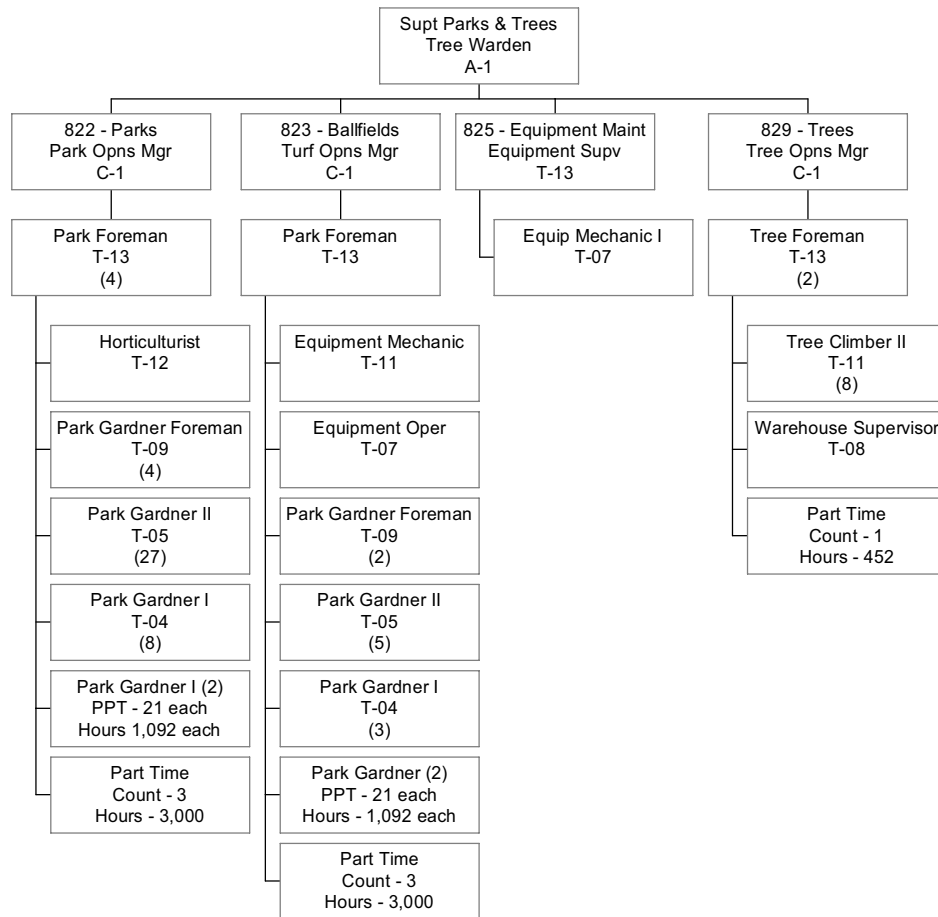 Supt Parks & Trees
Tree Warden
A-1
822 - Parks
Park Opns Mgr
C-1
823 - Ballfields
Turf Opns Mgr
C-1
825 - Equipment Maint
Equipment Supv
T-13
829 - Trees
Tree Opns Mgr
C-1
Park Foreman
T-13
(4)
Park Foreman
T-13
Equip Mechanic I
T-07
Tree Foreman
T-13
(2)
Horticulturist
T-12
Park Gardner Foreman
T-09
(4)
Park Gardner II
T-05
(27)
Park Gardner I
T-04
(8)
Park Gardner I (2)
PPT - 21 each
Hours 1,092 each
Part Time
Count - 3
Hours - 3,000
Equipment Mechanic
T-11
Equipment Oper
T-07
Park Gardner Foreman
T-09
(2)
Park Gardner II
T-05
(5)
Park Gardner I
T-04
(3)
Park Gardner (2)
PPT - 21 each
Hours - 1,092 each
Part Time
Count - 3
Hours - 3,000
Tree Climber II
T-11
(8)
Warehouse Supervisor
T-08
Part Time
Count - 1
Hours - 452